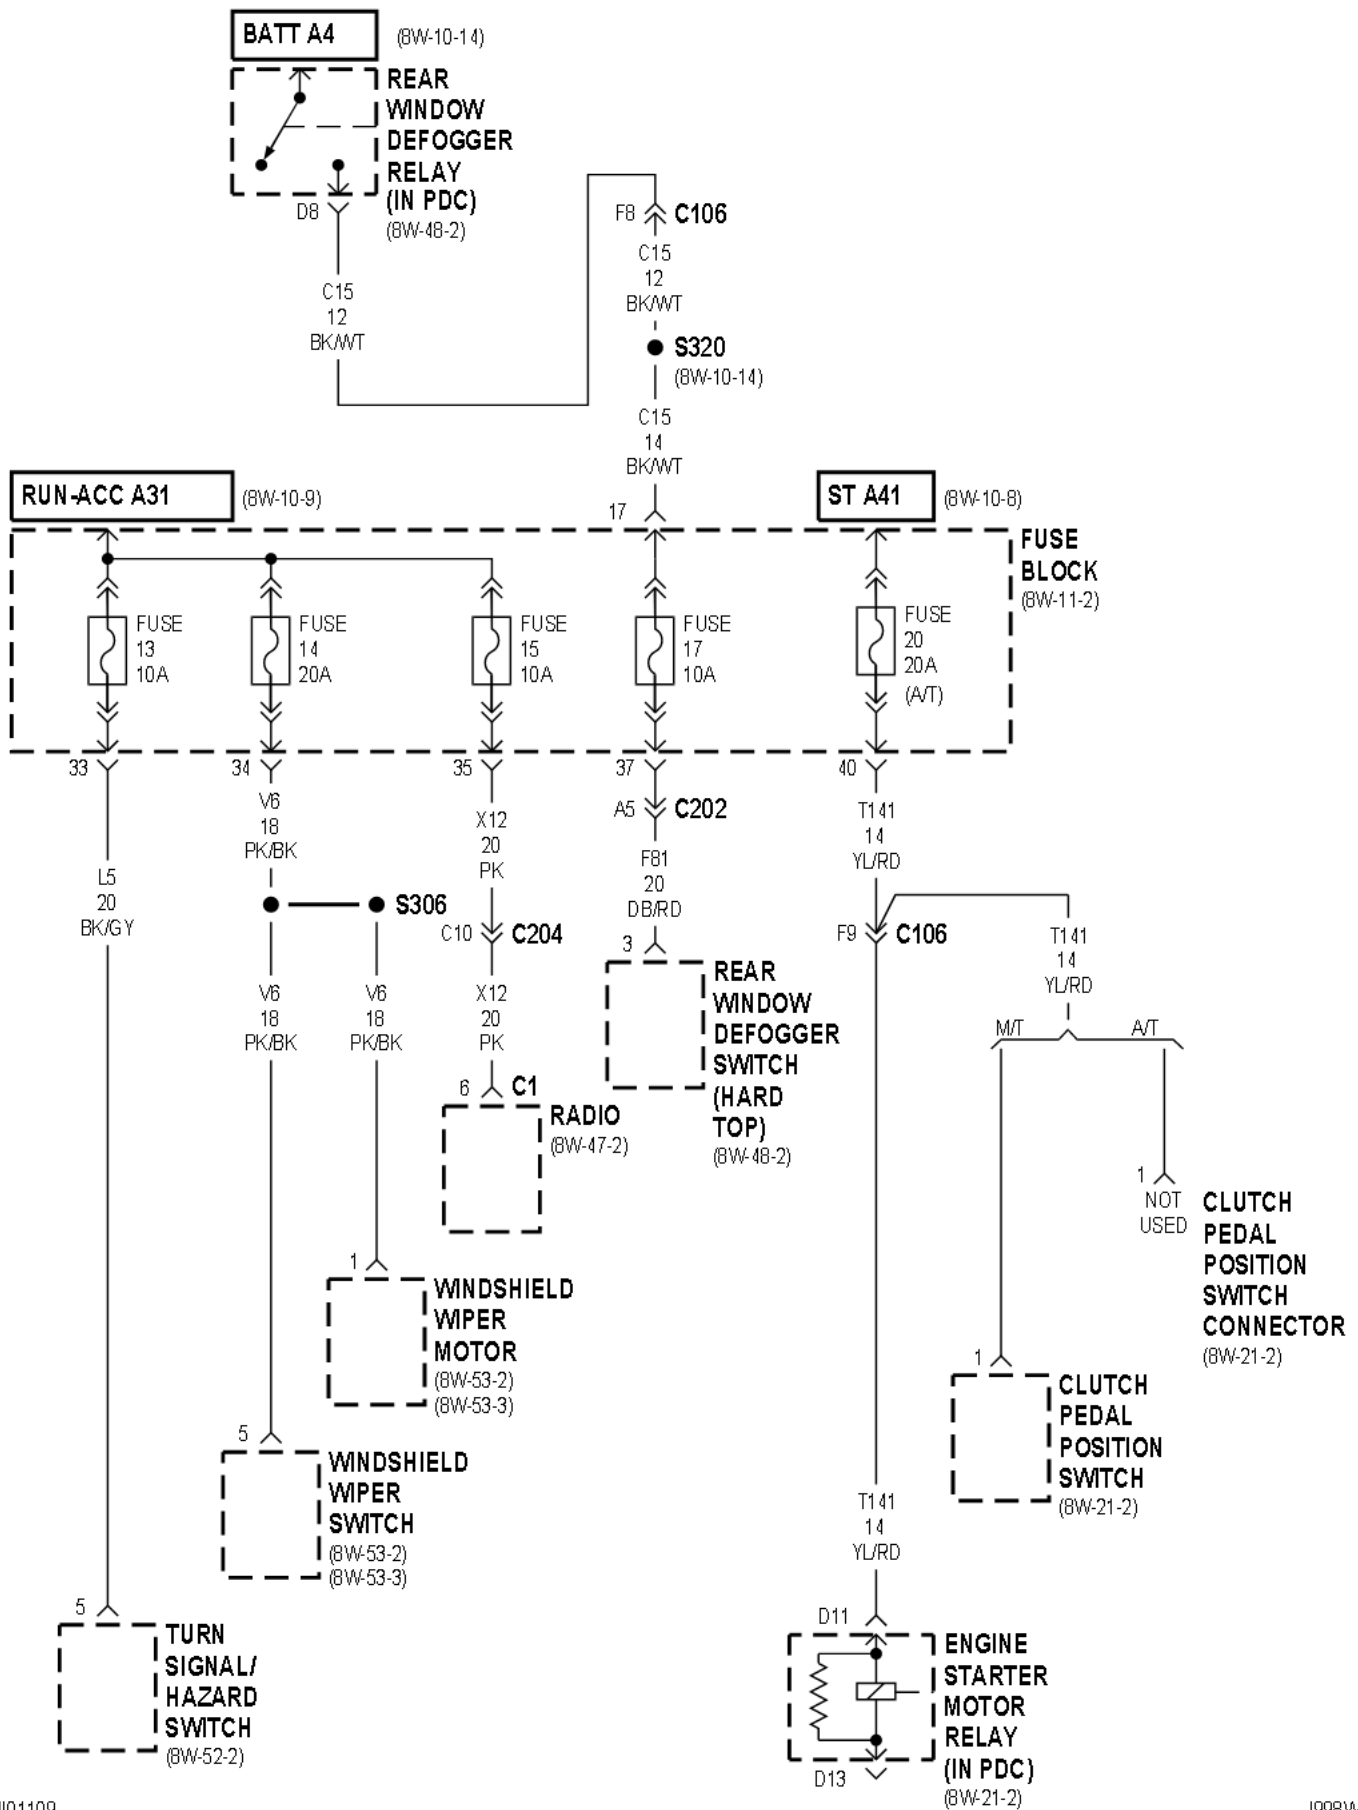 BATT A4
(8W-10-14)
REAR
WINDOW
DEFOGGER
RELAY
(IN PDC)
(8W-48-2)
D8
C15
12
BK/WT
F8
C106
C15
12
BK/WT
S320
(8W-10-14)
C15
14
BK/WT
RUN-ACC A31
(8W-10-9)
17
ST A41
(8W-10-8)
FUSE
BLOCK
(8W-11-2)
FUSE
13
10A
FUSE
14
20A
FUSE
15
10A
FUSE
17
10A
FUSE
20
20A
(A/T)
33
34
35
37
40
L5
20
BK/GY
V6
18
PK/BK
S306
V6
18
PK/BK
V6
18
PK/BK
X12
20
PK
C10
C204
X12
20
PK
6
C1
RADIO
(8W-47-2)
A5
C202
F81
20
DB/RD
3
REAR
WINDOW
DEFOGGER
SWITCH
(HARD
TOP)
(8W-48-2)
T141
14
YL/RD
F9
C106
T141
14
YL/RD
M/T
A/T
1
NOT
USED
CLUTCH
PEDAL
POSITION
SWITCH
CONNECTOR
(8W-21-2)
1
CLUTCH
PEDAL
POSITION
SWITCH
(8W-21-2)
1
WINDSHIELD
WIPER
MOTOR
(8W-53-2)
(8W-53-3)
5
WINDSHIELD
WIPER
SWITCH
(8W-53-2)
(8W-53-3)
5
TURN
SIGNAL/
HAZARD
SWITCH
(8W-52-2)
T141
14
YL/RD
D11
ENGINE
STARTER
MOTOR
RELAY
(IN PDC)
(8W-21-2)
D13